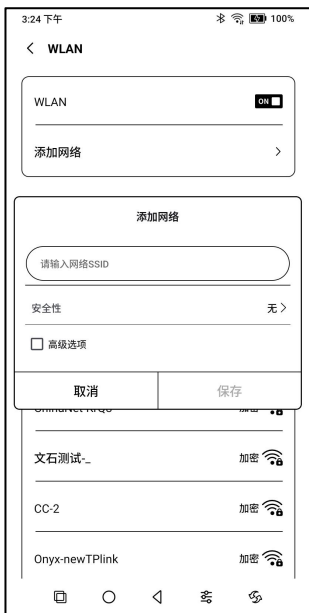 3:24 下午 100%
WLAN
WLAN ON
添加网络
添加网络
请输入网络SSID
安全性 无
高级选项
取消 保存
文石测试-_ 加密
CC-2 加密
Onyx-newTPlink 加密